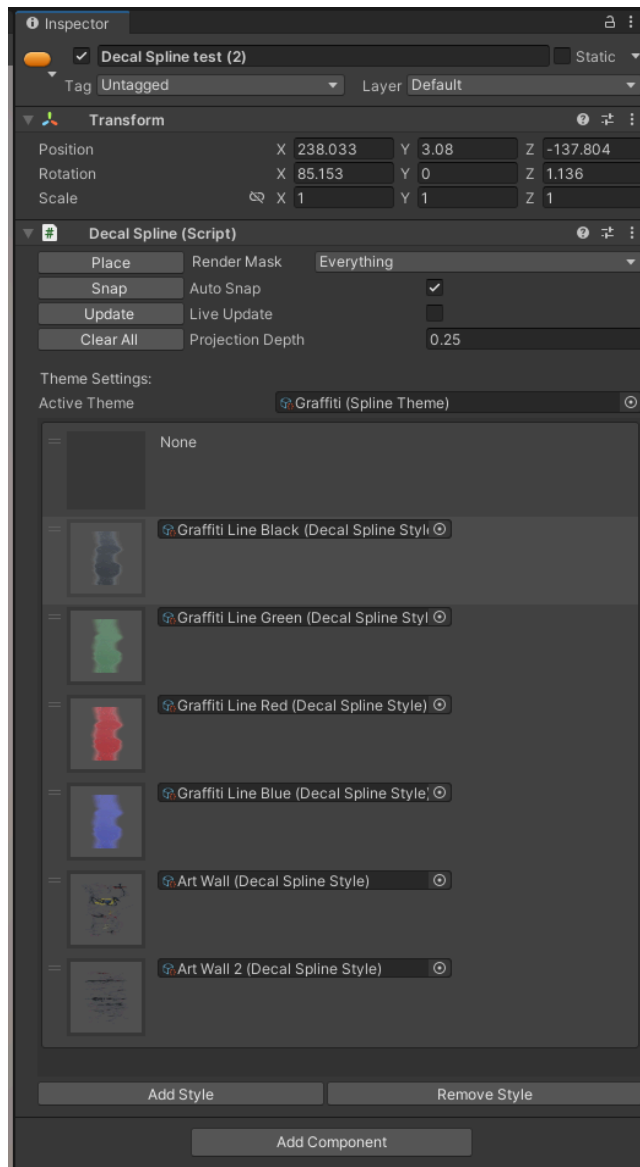 Inspector
Decal Spline test (2) Static
Tag Untagged Layer Default
Transform
Position X 238.033 Y 3.08 Z -137.804
Rotation X 85.153 Y 0 Z 1.136
Scale X 1 Y 1 Z 1
# Decal Spline (Script)
Place Render Mask Everything
Snap Auto Snap
Update Live Update
Clear All Projection Depth 0.25
Theme Settings:
Active Theme Graffiti (Spline Theme)
None
Graffiti Line Black (Decal Spline Styl
Graffiti Line Green (Decal Spline Styl
Graffiti Line Red (Decal Spline Style)
Graffiti Line Blue (Decal Spline Style
Art Wall (Decal Spline Style)
Art Wall 2 (Decal Spline Style)
Add Style Remove Style
Add Component